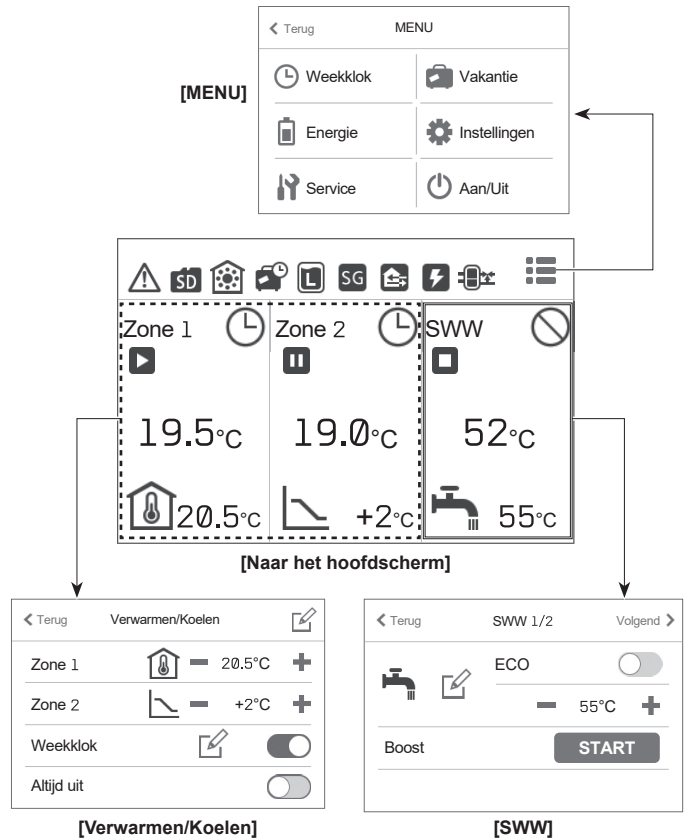 Terug MENU
[MENU]
Weekklok Vakantie
Energie Instellingen
Service Aan/Uit
SD L SG
Zone 1 Zone 2 SWW
19.5°C 19.0°C 52°C
20.5°C +2°C 55°C
[Naar het hoofdscherm]
Terug Verwarmen/Koelen
Zone 1 20.5°C
Zone 2 +2°C
Weekklok
Altijd uit
[Verwarmen/Koelen]
Terug SWW 1/2 Volgend
ECO
55°C
Boost START
[SWW]